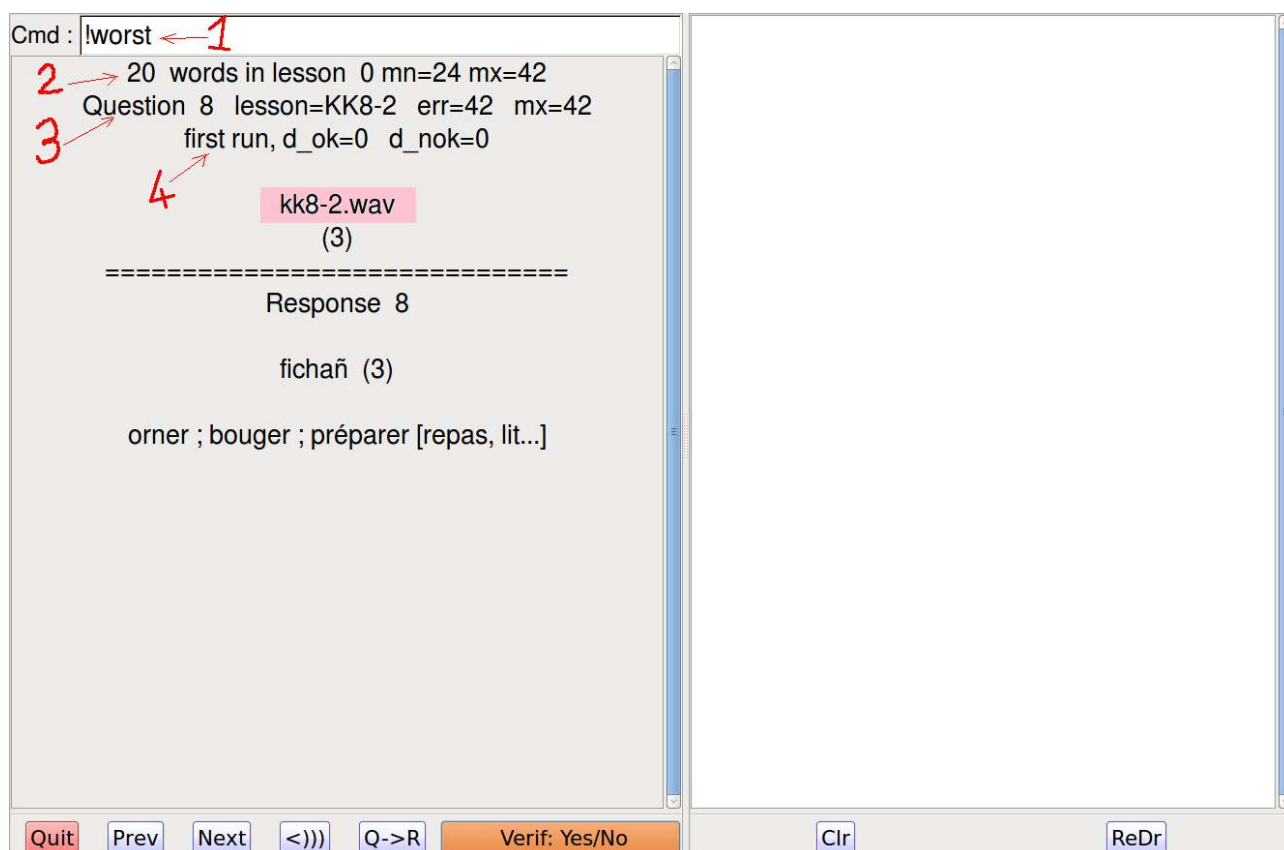 Cmd : !worst 1
2 20 words in lesson 0 mn=24 mx=42
3 Question 8 lesson=KK8-2 err=42 mx=42
4 first run, d_ok=0 d_nok=0
kk8-2.wav
(3)
==============================
Response 8
fichañ (3)
orner ; bouger ; préparer [repas, lit...]
Quit Prev Next <))) Q->R Verif: Yes/No Clr ReDr